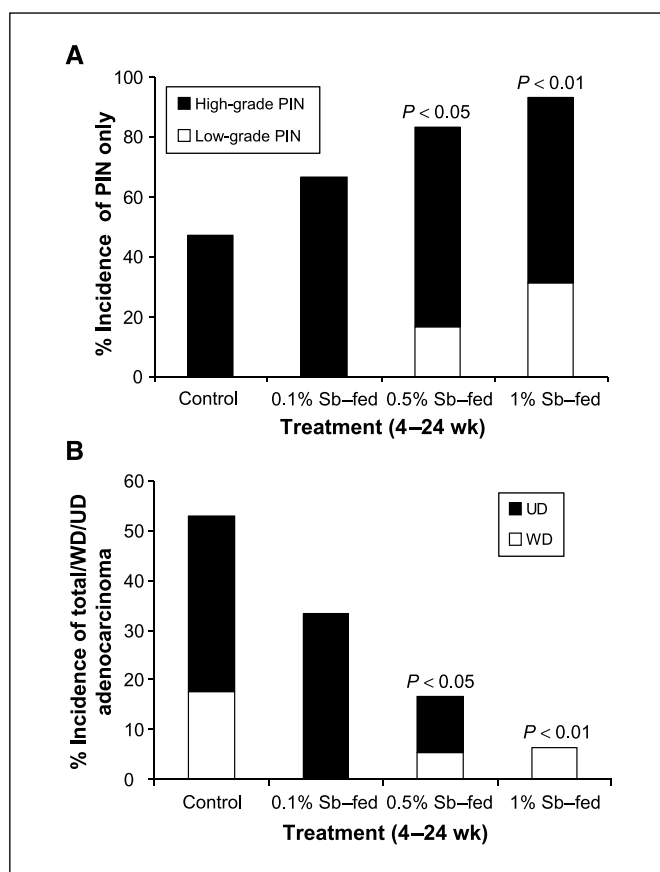 A
% Incidence of PIN only
100
80
60
40
20
0
High-grade PIN
Low-grade PIN
P < 0.05
P < 0.01
Control
0.1% Sb–fed
0.5% Sb–fed
1% Sb–fed
Treatment (4–24 wk)
B
% Incidence of total/WD/UD
adenocarcinoma
60
50
40
30
20
10
0
UD
WD
P < 0.05
P < 0.01
Control
0.1% Sb–fed
0.5% Sb–fed
1% Sb–fed
Treatment (4–24 wk)